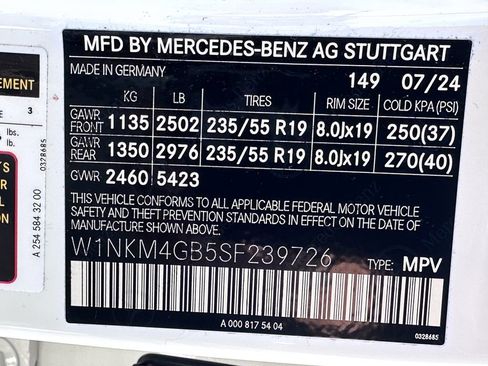 MFD BY MERCEDES-BENZ AG STUTTGART
MADE IN GERMANY
149 07/24
KG LB TIRES RIM SIZE COLD KPA (PSI)
GAWR FRONT 1135 2502 235/55 R19 8.0Jx19 250(37)
GAWR REAR 1350 2976 235/55 R19 8.0Jx19 270(40)
GVWR 2460 5423
THIS VEHICLE CONFORMS TO ALL APPLICABLE FEDERAL MOTOR VEHICLE
SAFETY AND THEFT PREVENTION STANDARDS IN EFFECT ON THE DATE OF
MANUFACTURE SHOWN ABOVE.
W1NKM4GB5SF239726 TYPE: MPV
A 000 817 54 04
0328685
EMENT
E 3
lbs.
lb.
0328685
A 254 584 32 00